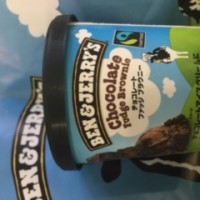 BEN & JERRY'S
Chocolate
Fudge Brownie
チョコレート
ファッジ ブラウニー
FAIRTRADE
BEN & JERRY'S